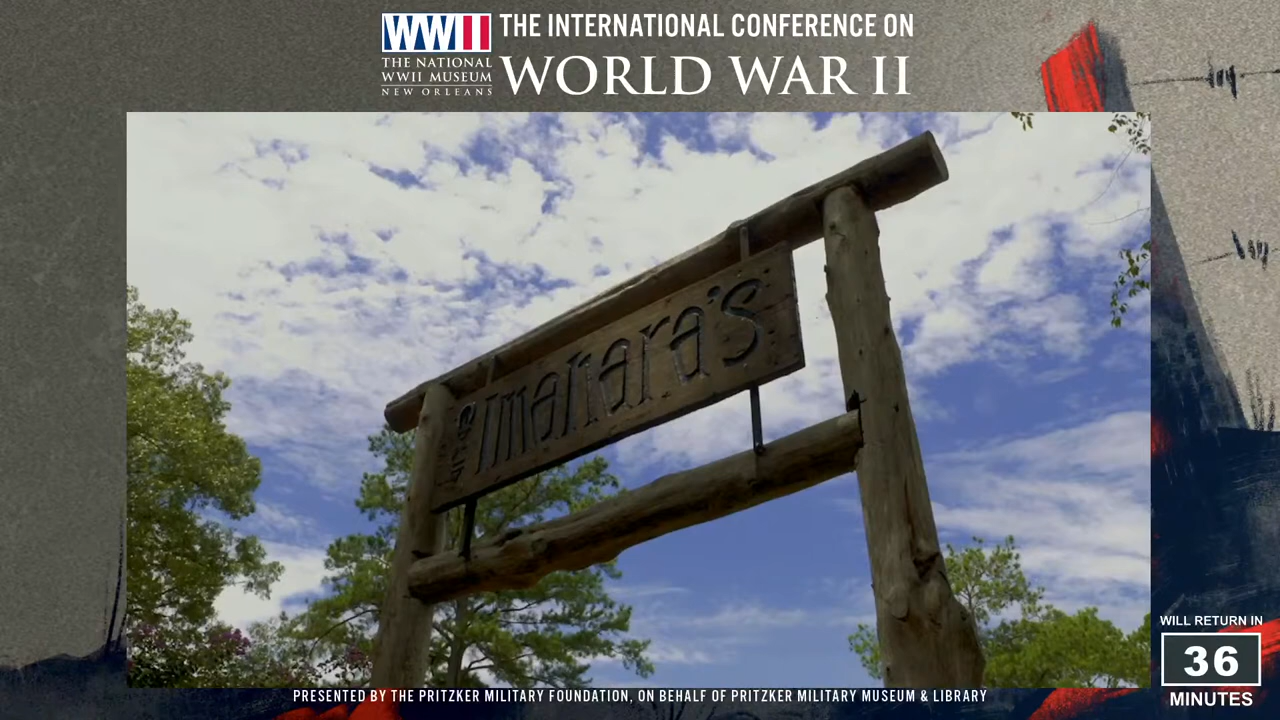 WWII
THE NATIONAL
WWII MUSEUM
NEW ORLEANS
THE INTERNATIONAL CONFERENCE ON
WORLD WAR II
Imahara's
WILL RETURN IN
36
MINUTES
PRESENTED BY THE PRITZKER MILITARY FOUNDATION, ON BEHALF OF PRITZKER MILITARY MUSEUM & LIBRARY